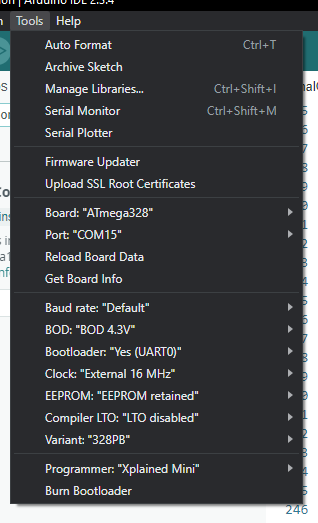 Arduino IDE 2.3.4
Tools Help
Auto Format Ctrl+T
Archive Sketch
Manage Libraries... Ctrl+Shift+I
Serial Monitor Ctrl+Shift+M
Serial Plotter
Firmware Updater
Upload SSL Root Certificates
Board: "ATmega328"
Port: "COM15"
Reload Board Data
Get Board Info
Baud rate: "Default"
BOD: "BOD 4.3V"
Bootloader: "Yes (UART0)"
Clock: "External 16 MHz"
EEPROM: "EEPROM retained"
Compiler LTO: "LTO disabled"
Variant: "328PB"
Programmer: "Xplained Mini"
Burn Bootloader
246